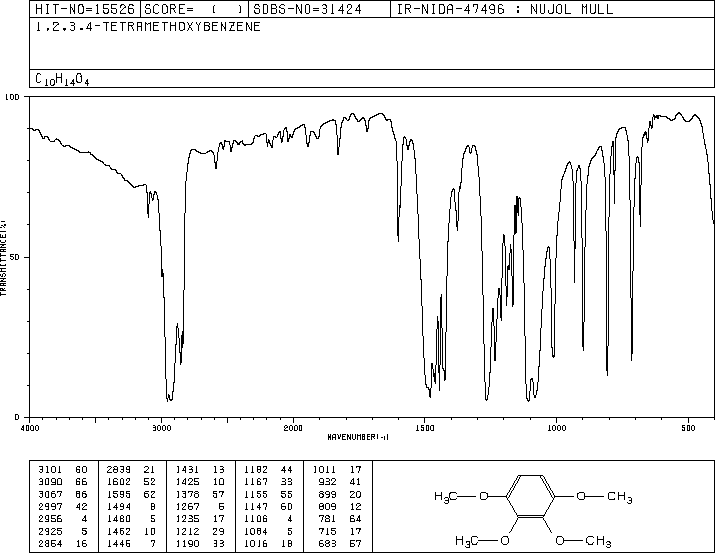 HIT-NO=15526 SCORE= ( ) SDBS-NO=31424 IR-NIDA-47496 : NUJOL MULL
1,2,3,4-TETRAMETHOXYBENZENE
C10H14O4
100
50
0
TRANSMITTANCE(%)
4000 3000 2000 1500 1000 500
WAVENUMBER(-1)
3101 60 2839 21 1431 13 1182 44 1011 17
3090 66 1602 52 1425 10 1167 33 932 41
3067 86 1595 62 1378 57 1155 55 899 20
2997 42 1494 8 1267 5 1147 60 809 12
2956 4 1480 5 1235 17 1106 4 781 64
2925 5 1462 10 1212 29 1084 5 715 17
2854 16 1446 7 1190 33 1016 18 683 57
H3C O O CH3
H3C O O CH3